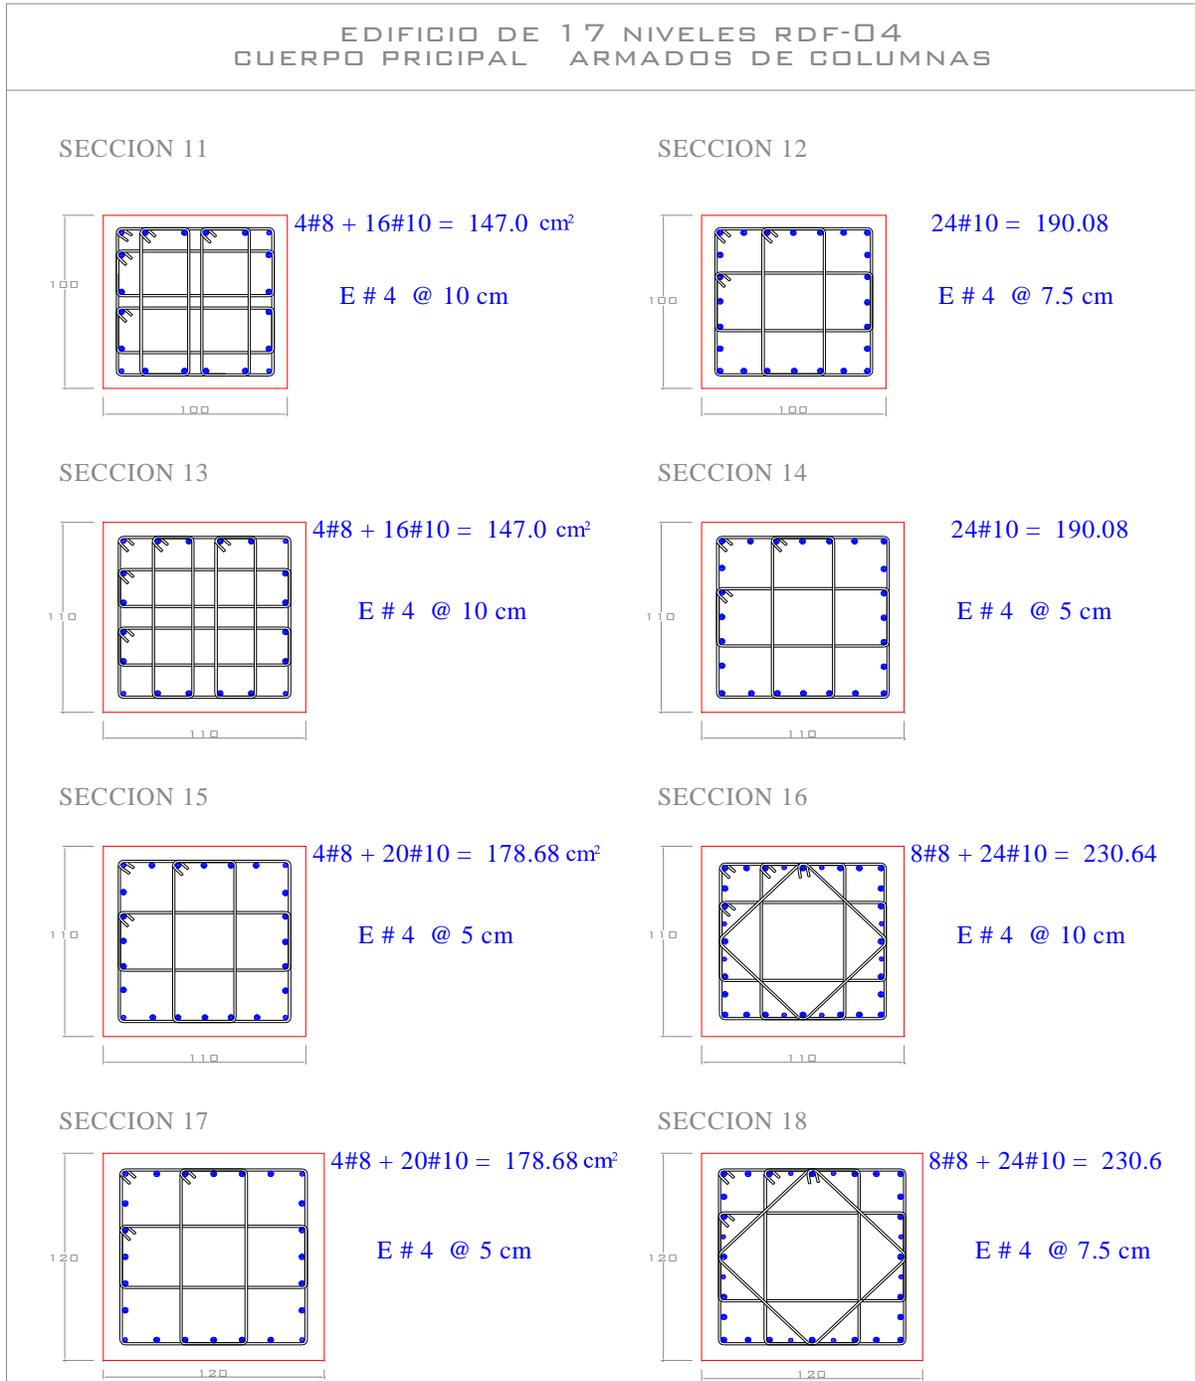 EDIFICIO DE 17 NIVELES RDF-04
CUERPO PRICIPAL ARMADOS DE COLUMNAS
SECCION 11
4#8 + 16#10 = 147.0 cm²
E # 4 @ 10 cm
100
100
SECCION 12
24#10 = 190.08
E # 4 @ 7.5 cm
100
100
SECCION 13
4#8 + 16#10 = 147.0 cm²
E # 4 @ 10 cm
110
110
SECCION 14
24#10 = 190.08
E # 4 @ 5 cm
110
110
SECCION 15
4#8 + 20#10 = 178.68 cm²
E # 4 @ 5 cm
110
110
SECCION 16
8#8 + 24#10 = 230.64
E # 4 @ 10 cm
110
110
SECCION 17
4#8 + 20#10 = 178.68 cm²
E # 4 @ 5 cm
120
120
SECCION 18
8#8 + 24#10 = 230.6
E # 4 @ 7.5 cm
120
120